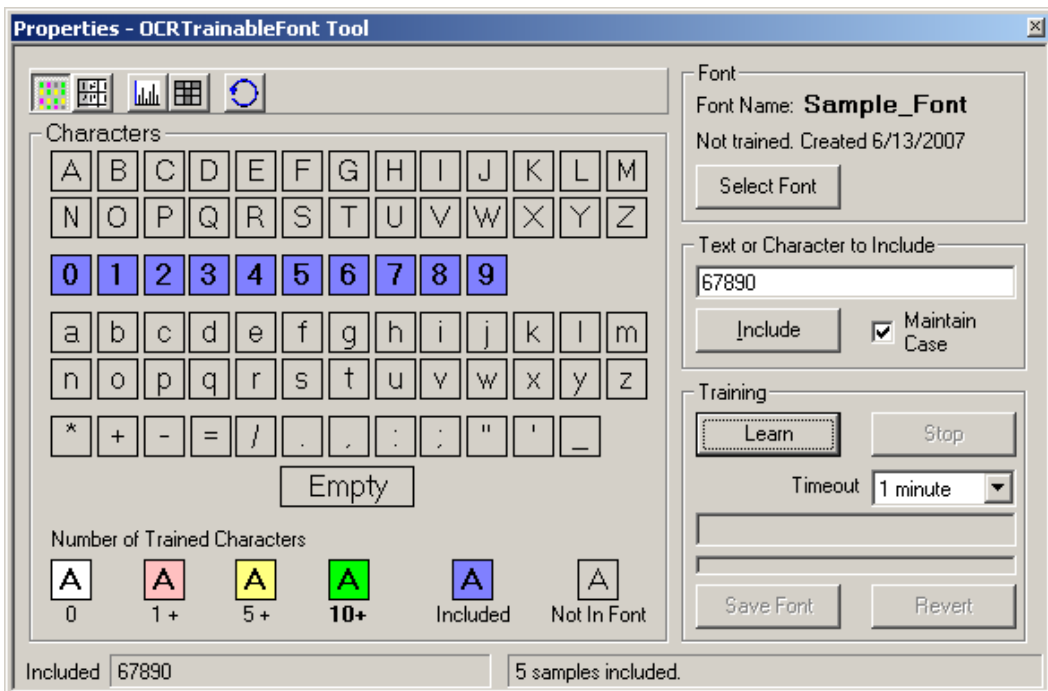 Properties - OCRTrainableFont Tool
Characters
A B C D E F G H I J K L M
N O P Q R S T U V W X Y Z
0 1 2 3 4 5 6 7 8 9
a b c d e f g h i j k l m
n o p q r s t u v w x y z
* + - = / . , : ; " ' _
Empty
Number of Trained Characters
A A A A A A
0 1 + 5 + 10+ Included Not In Font
Font
Font Name: Sample_Font
Not trained. Created 6/13/2007
Select Font
Text or Character to Include
67890
Include
Maintain
Case
Training
Learn Stop
Timeout 1 minute
Save Font Revert
Included 67890 5 samples included.